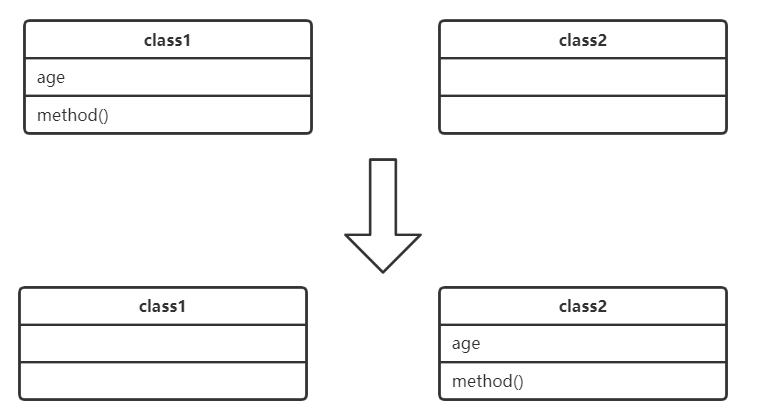 class1
age
method()
class2
class1
class2
age
method()